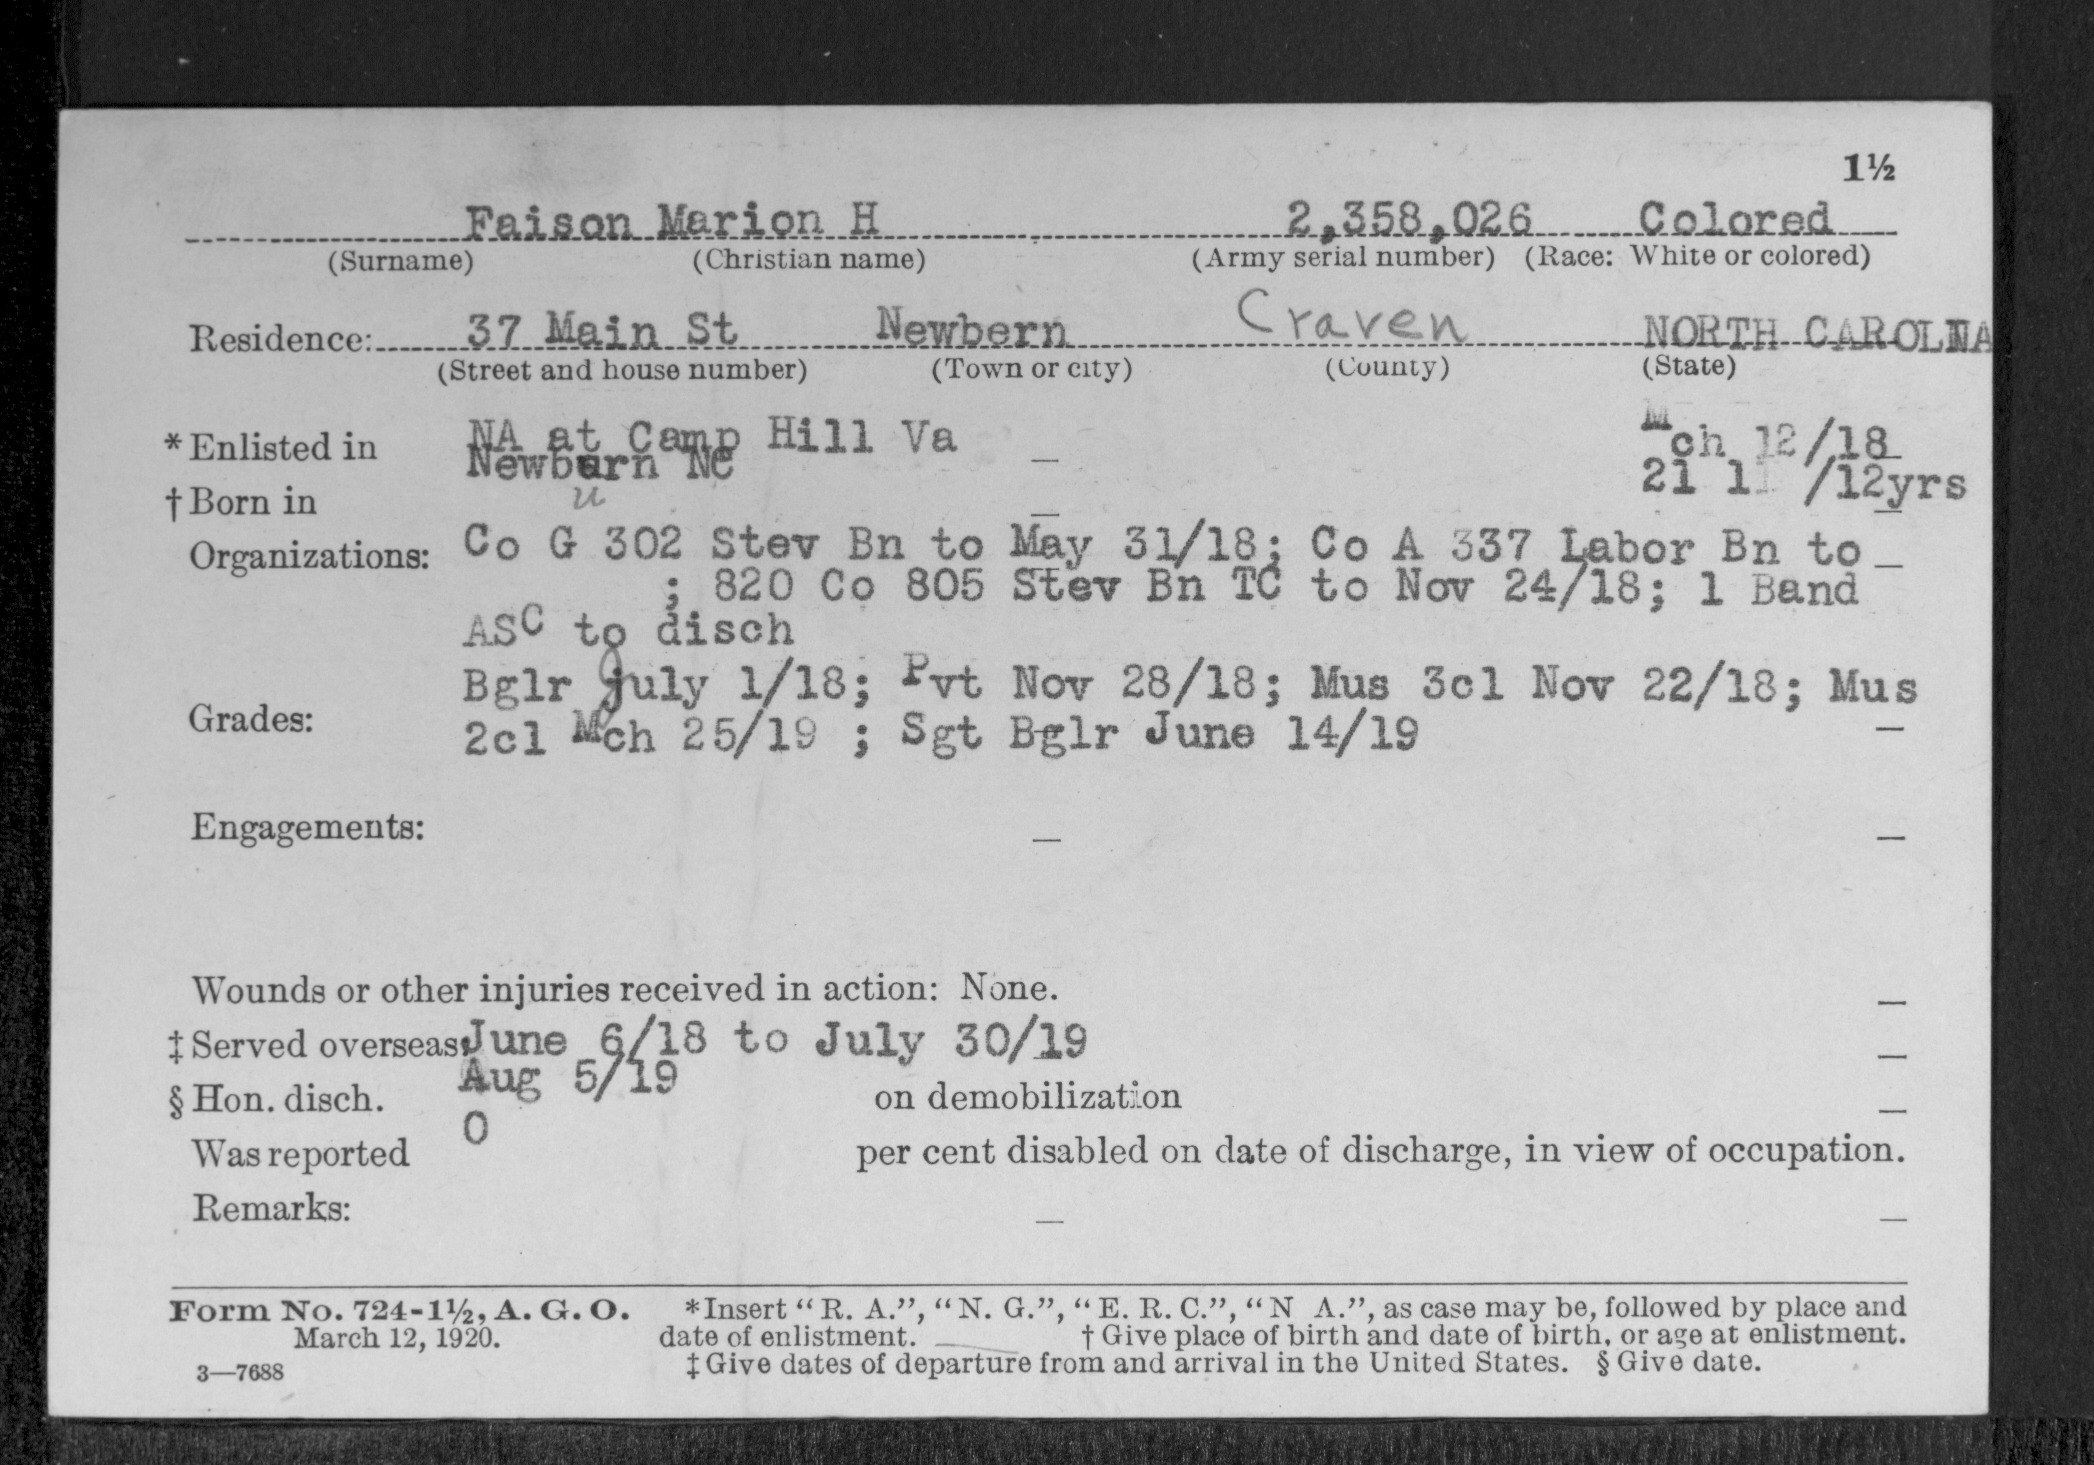 1½
Faison Marion H 2,358,026 Colored
(Surname) (Christian name) (Army serial number) (Race: White or colored)
Residence: 37 Main St Newbern Craven NORTH CAROLINA
(Street and house number) (Town or city) (County) (State)
* Enlisted in NA at Camp Hill Va – Mch 12/18
† Born in Newburn NC u – 21 /12yrs
Organizations: Co G 302 Stev Bn to May 31/18; Co A 337 Labor Bn to –
; 820 Co 805 Stev Bn TC to Nov 24/18; 1 Band
ASC to disch
Grades: Bglr july 1/18; Pvt Nov 28/18; Mus 3cl Nov 22/18; Mus
2cl Mch 25/19 ; Sgt Bglr June 14/19 –
Engagements: – –
Wounds or other injuries received in action: None. –
‡ Served overseas: June 6/18 to July 30/19 –
§ Hon. disch. Aug 5/19 on demobilization –
Was reported 0 per cent disabled on date of discharge, in view of occupation.
Remarks: – –
Form No. 724-1½, A. G. O. * Insert “R. A.”, “N. G.”, “E. R. C.”, “N A.”, as case may be, followed by place and
March 12, 1920. date of enlistment. † Give place of birth and date of birth, or age at enlistment.
3—7688 ‡ Give dates of departure from and arrival in the United States. § Give date.